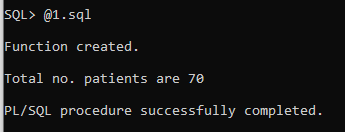 SQL> @1.sql
Function created.
Total no. patients are 70
PL/SQL procedure successfully completed.